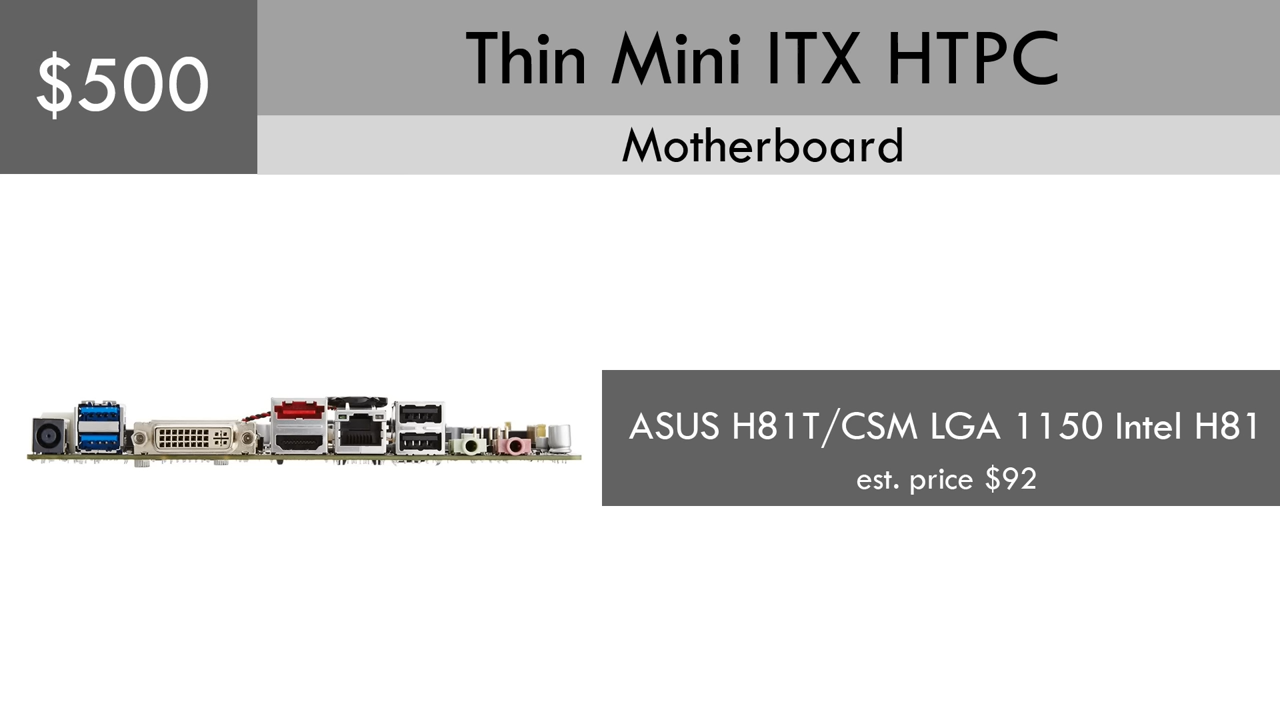 $500
Thin Mini ITX HTPC
Motherboard
ASUS H81T/CSM LGA 1150 Intel H81
est. price $92